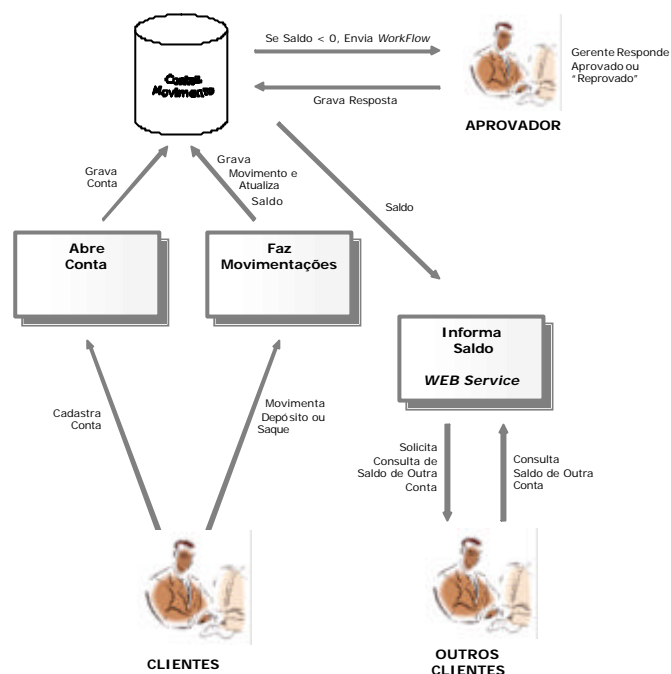 Se Saldo < 0, Envia WorkFlow
Contas
Movimento
Gerente Responde
Aprovado ou
"Reprovado"
Grava Resposta
APROVADOR
Grava
Conta
Grava
Movimento e
Atualiza
Saldo
Saldo
Abre
Conta
Faz
Movimentações
Informa
Saldo
WEB Service
Cadastra
Conta
Movimenta
Depósito ou
Saque
Solicita
Consulta de
Saldo de Outra
Conta
Consulta
Saldo de Outra
Conta
CLIENTES
OUTROS
CLIENTES